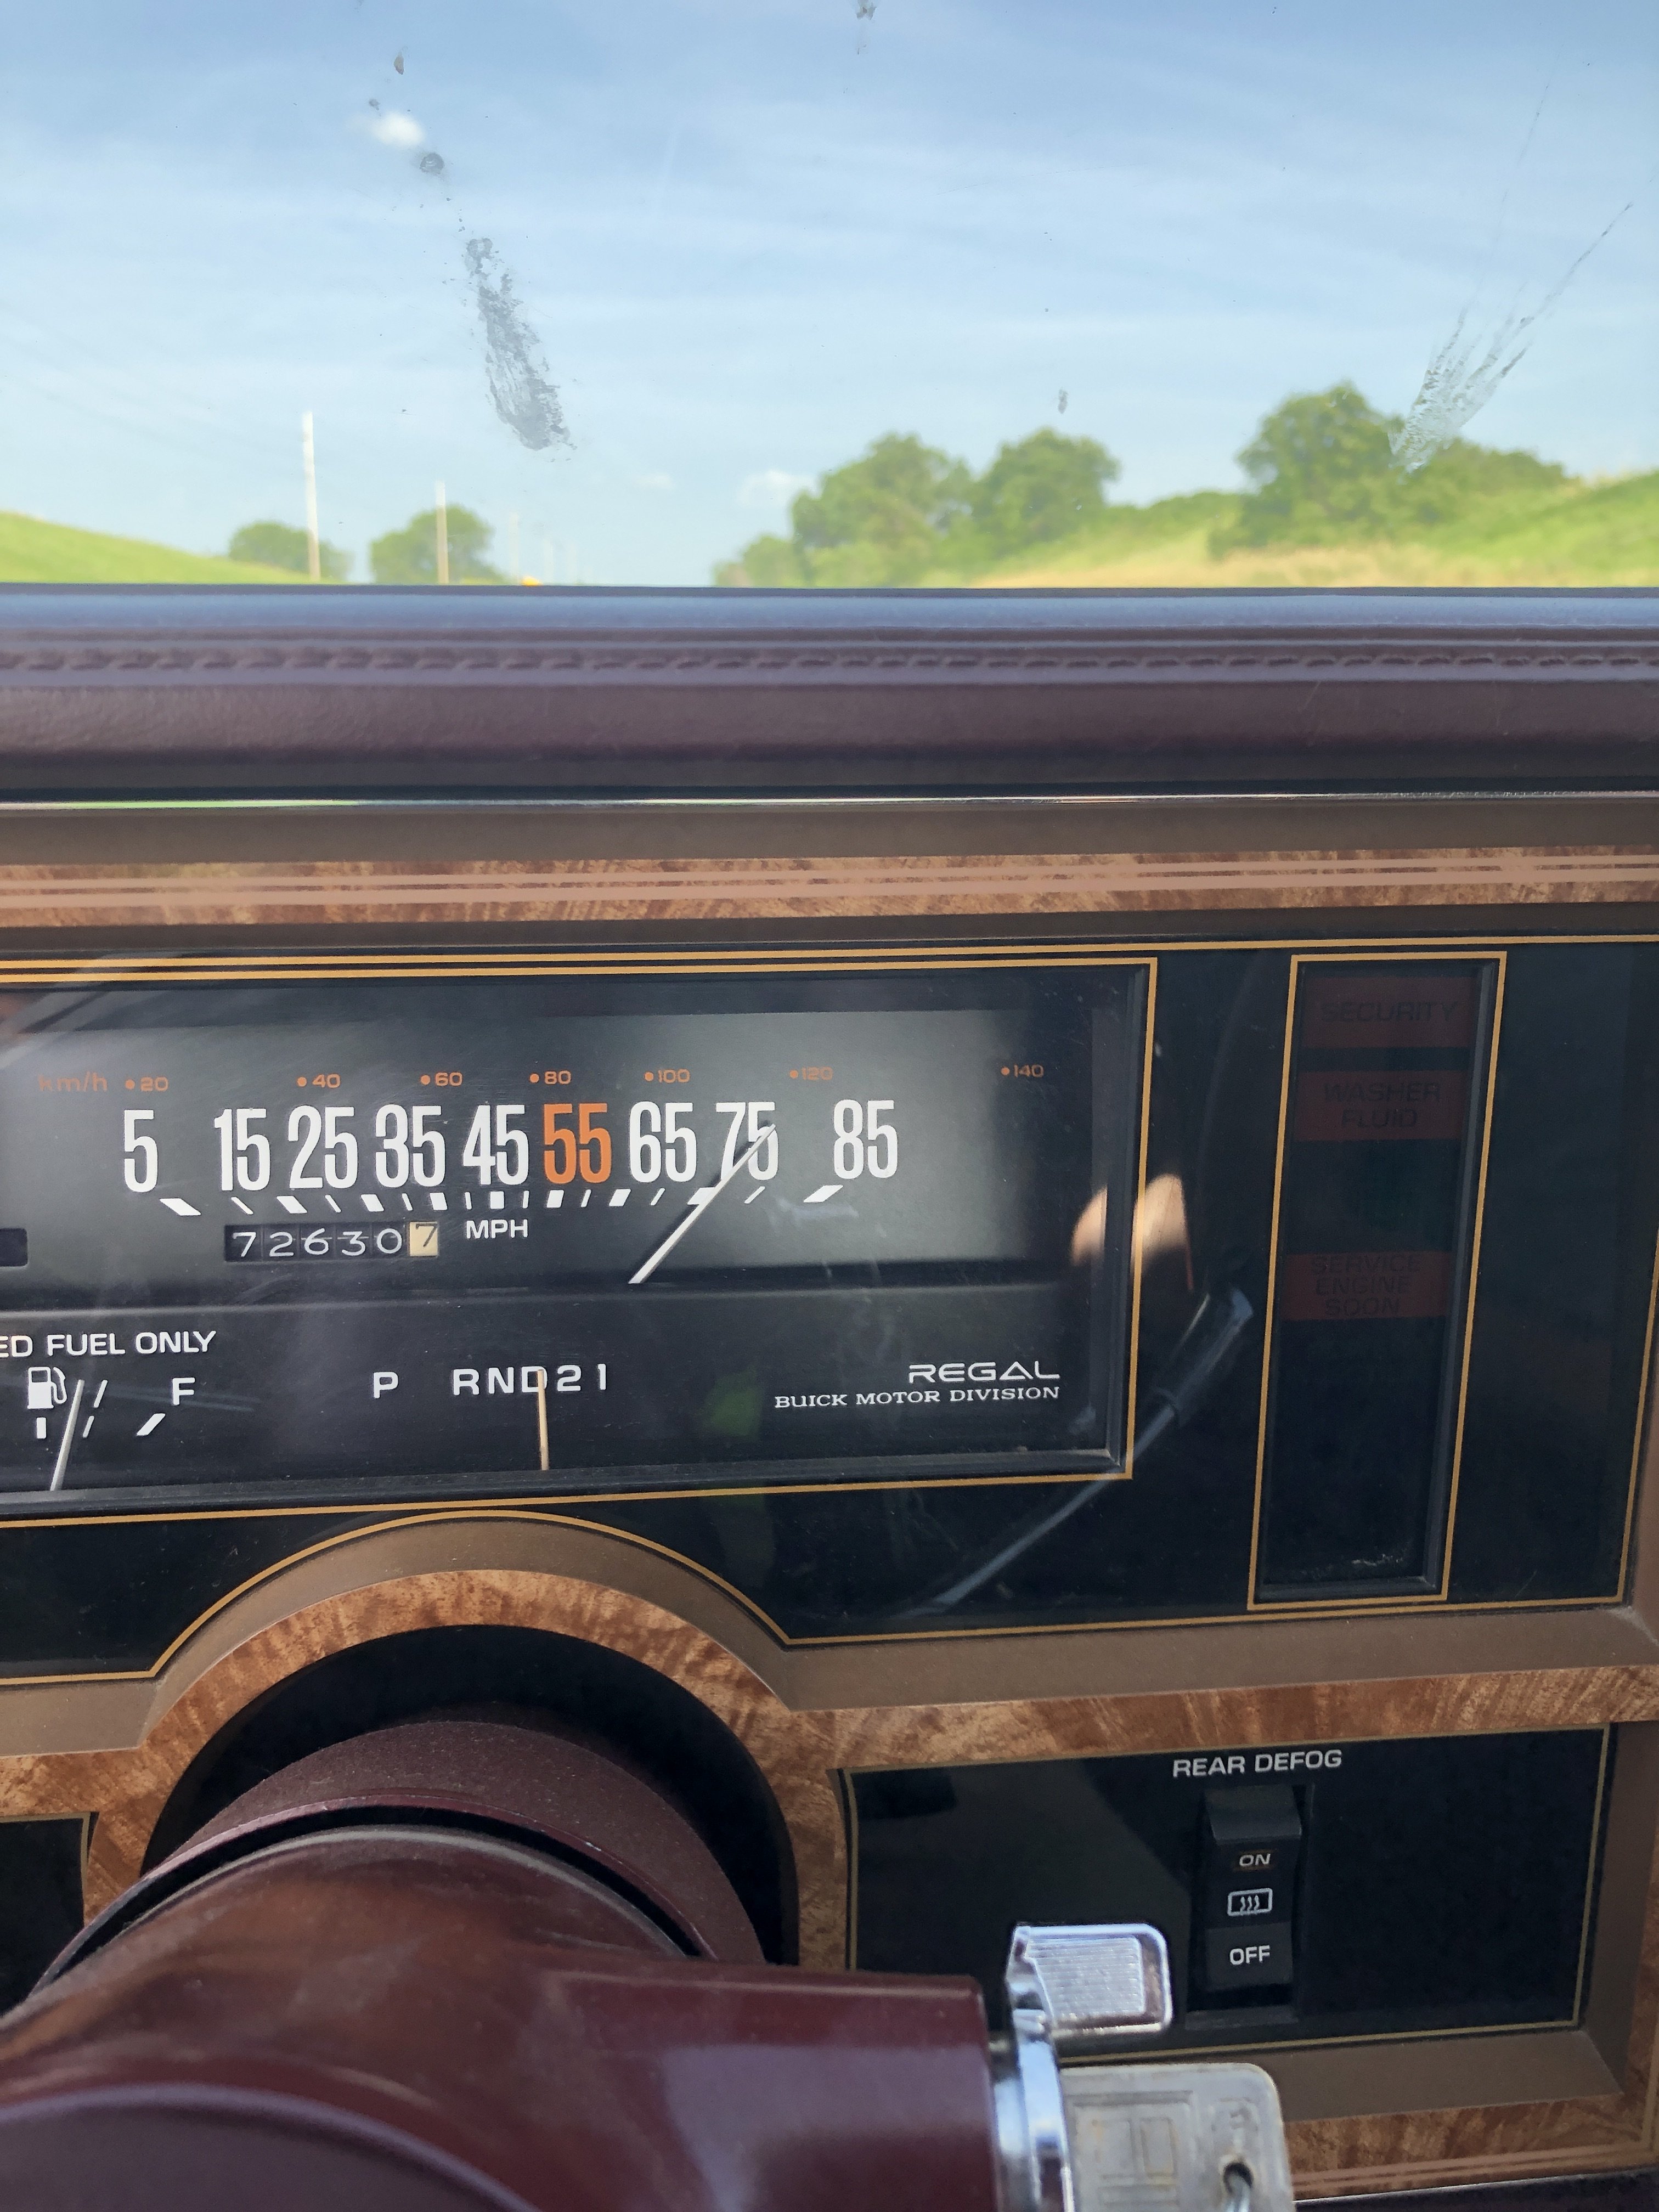 SECURITY
WASHER
FLUID
km/h 20 40 60 80 100 120 140
5 15 25 35 45 55 65 75 85
726307 MPH
SERVICE
ENGINE
SOON
ED FUEL ONLY
F
P RND21
REGAL
BUICK MOTOR DIVISION
REAR DEFOG
ON
OFF